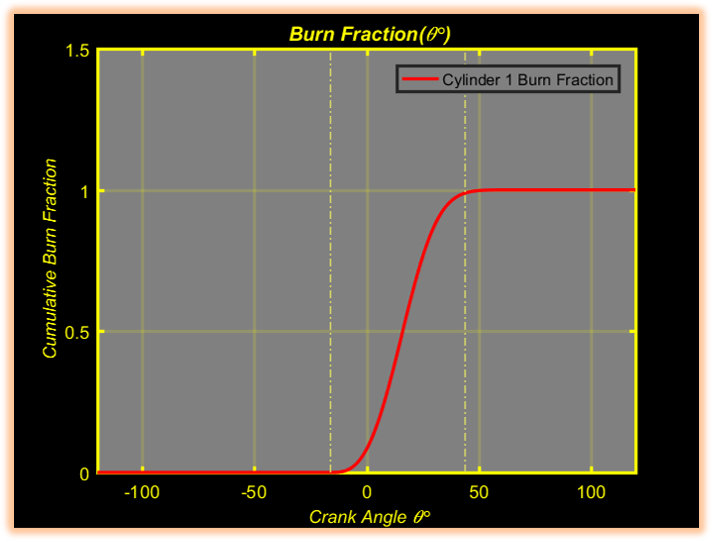 Burn Fraction(θ°)
1.5
Cylinder 1 Burn Fraction
1
Cumulative Burn Fraction
0.5
0
-100 -50 0 50 100
Crank Angle θ°